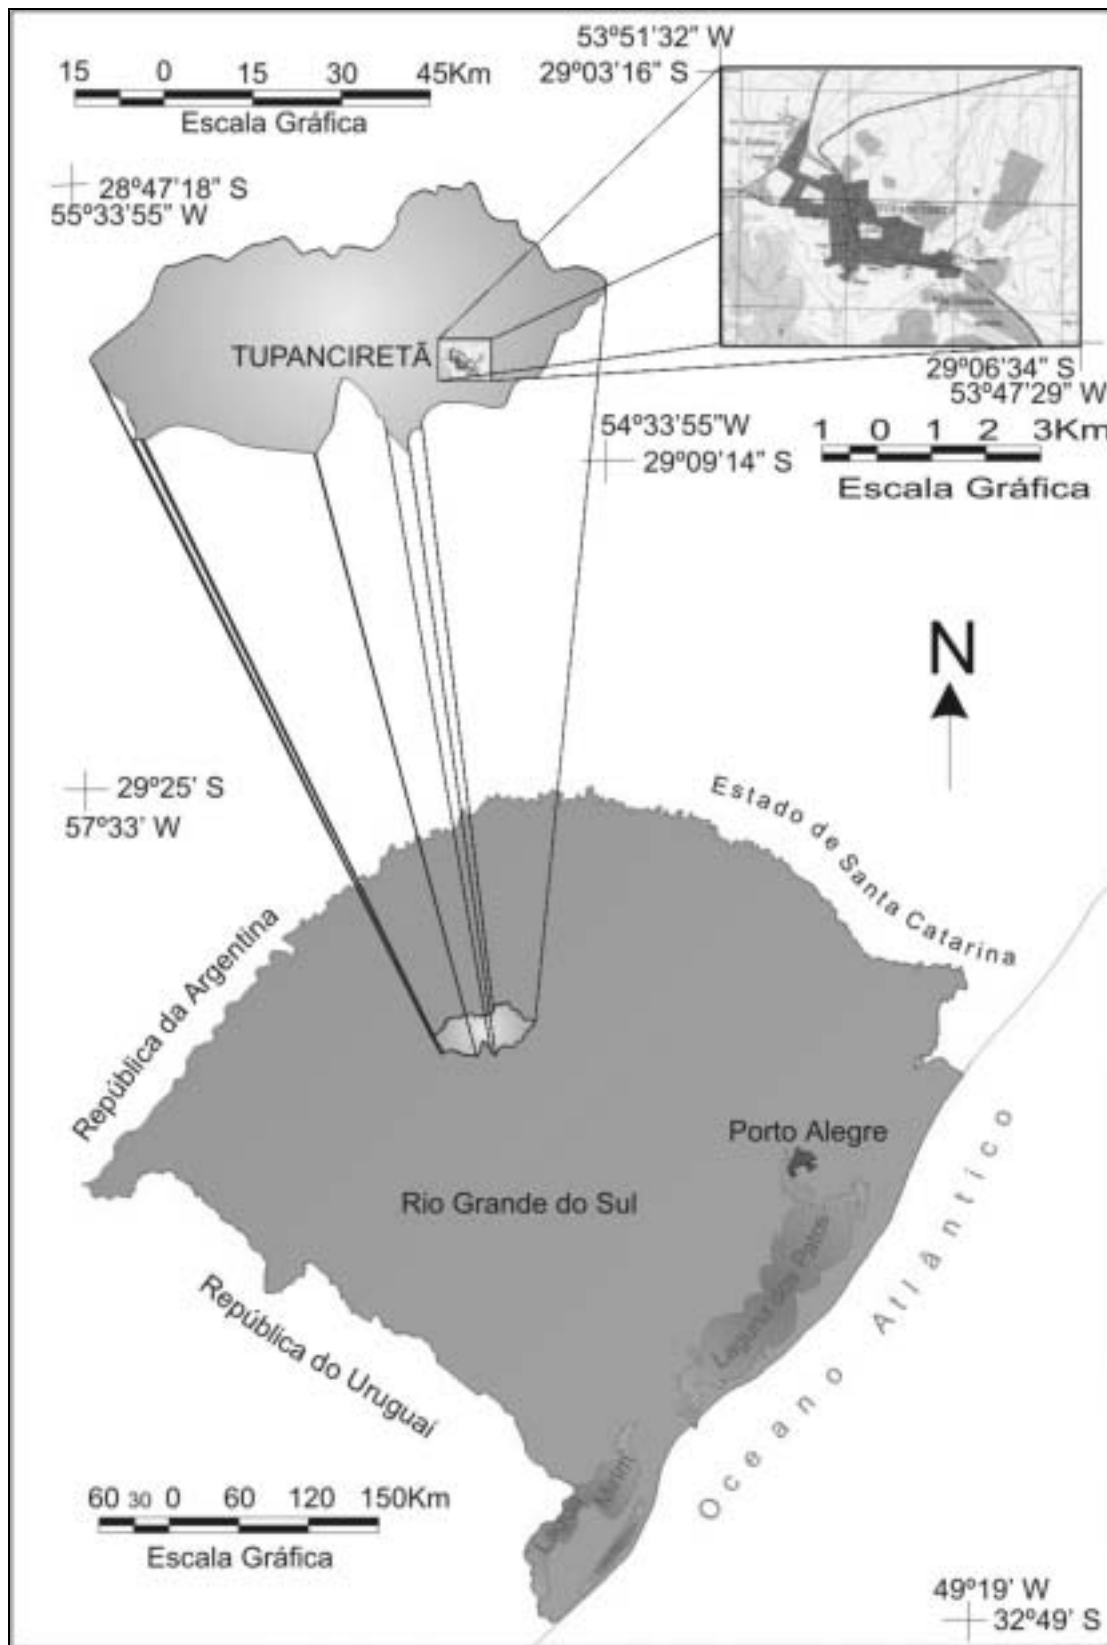 53º51'32" W
29º03'16" S
15 0 15 30 45Km
Escala Gráfica
28º47'18" S
55º33'55" W
TUPANCIRETÃ
29º06'34" S
53º47'29" W
54º33'55"W
29º09'14" S
1 0 1 2 3Km
Escala Gráfica
N
29º25' S
57º33' W
Estado de Santa Catarina
República da Argentina
Porto Alegre
Rio Grande do Sul
Laguna dos Patos
Oceano Atlântico
República do Uruguai
Mirim
60 30 0 60 120 150Km
Escala Gráfica
49º19' W
32º49' S